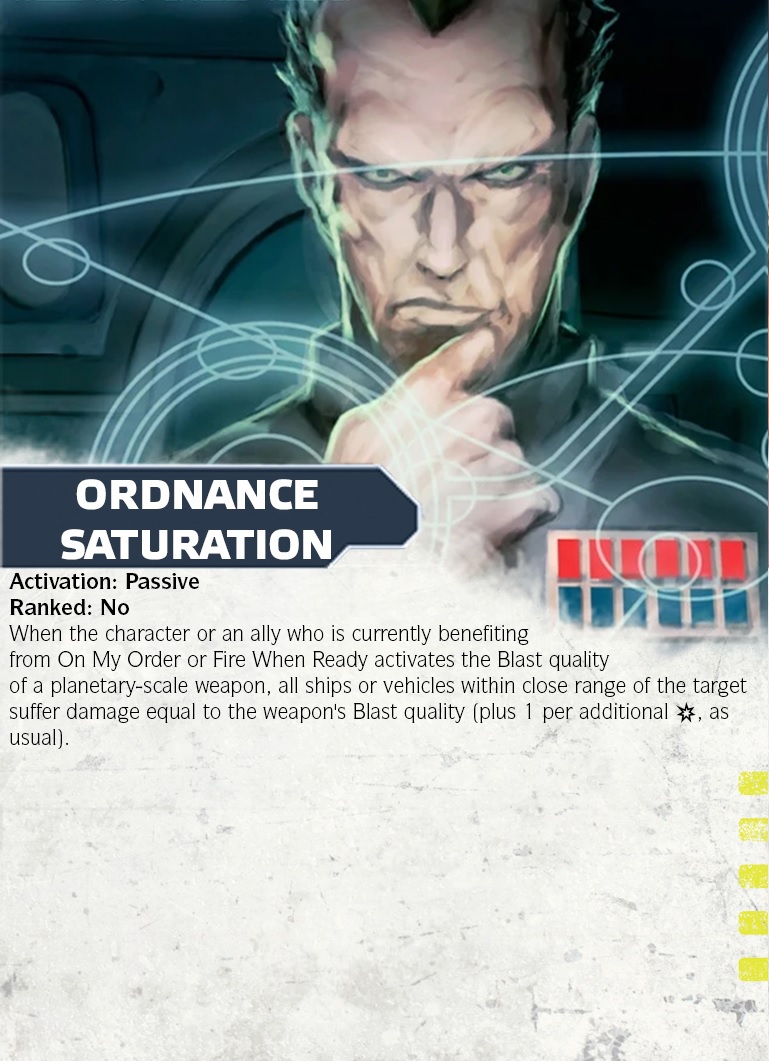 ORDNANCE
SATURATION
Activation: Passive
Ranked: No
When the character or an ally who is currently benefiting
from On My Order or Fire When Ready activates the Blast quality
of a planetary-scale weapon, all ships or vehicles within close range of the target
suffer damage equal to the weapon's Blast quality (plus 1 per additional , as
usual).